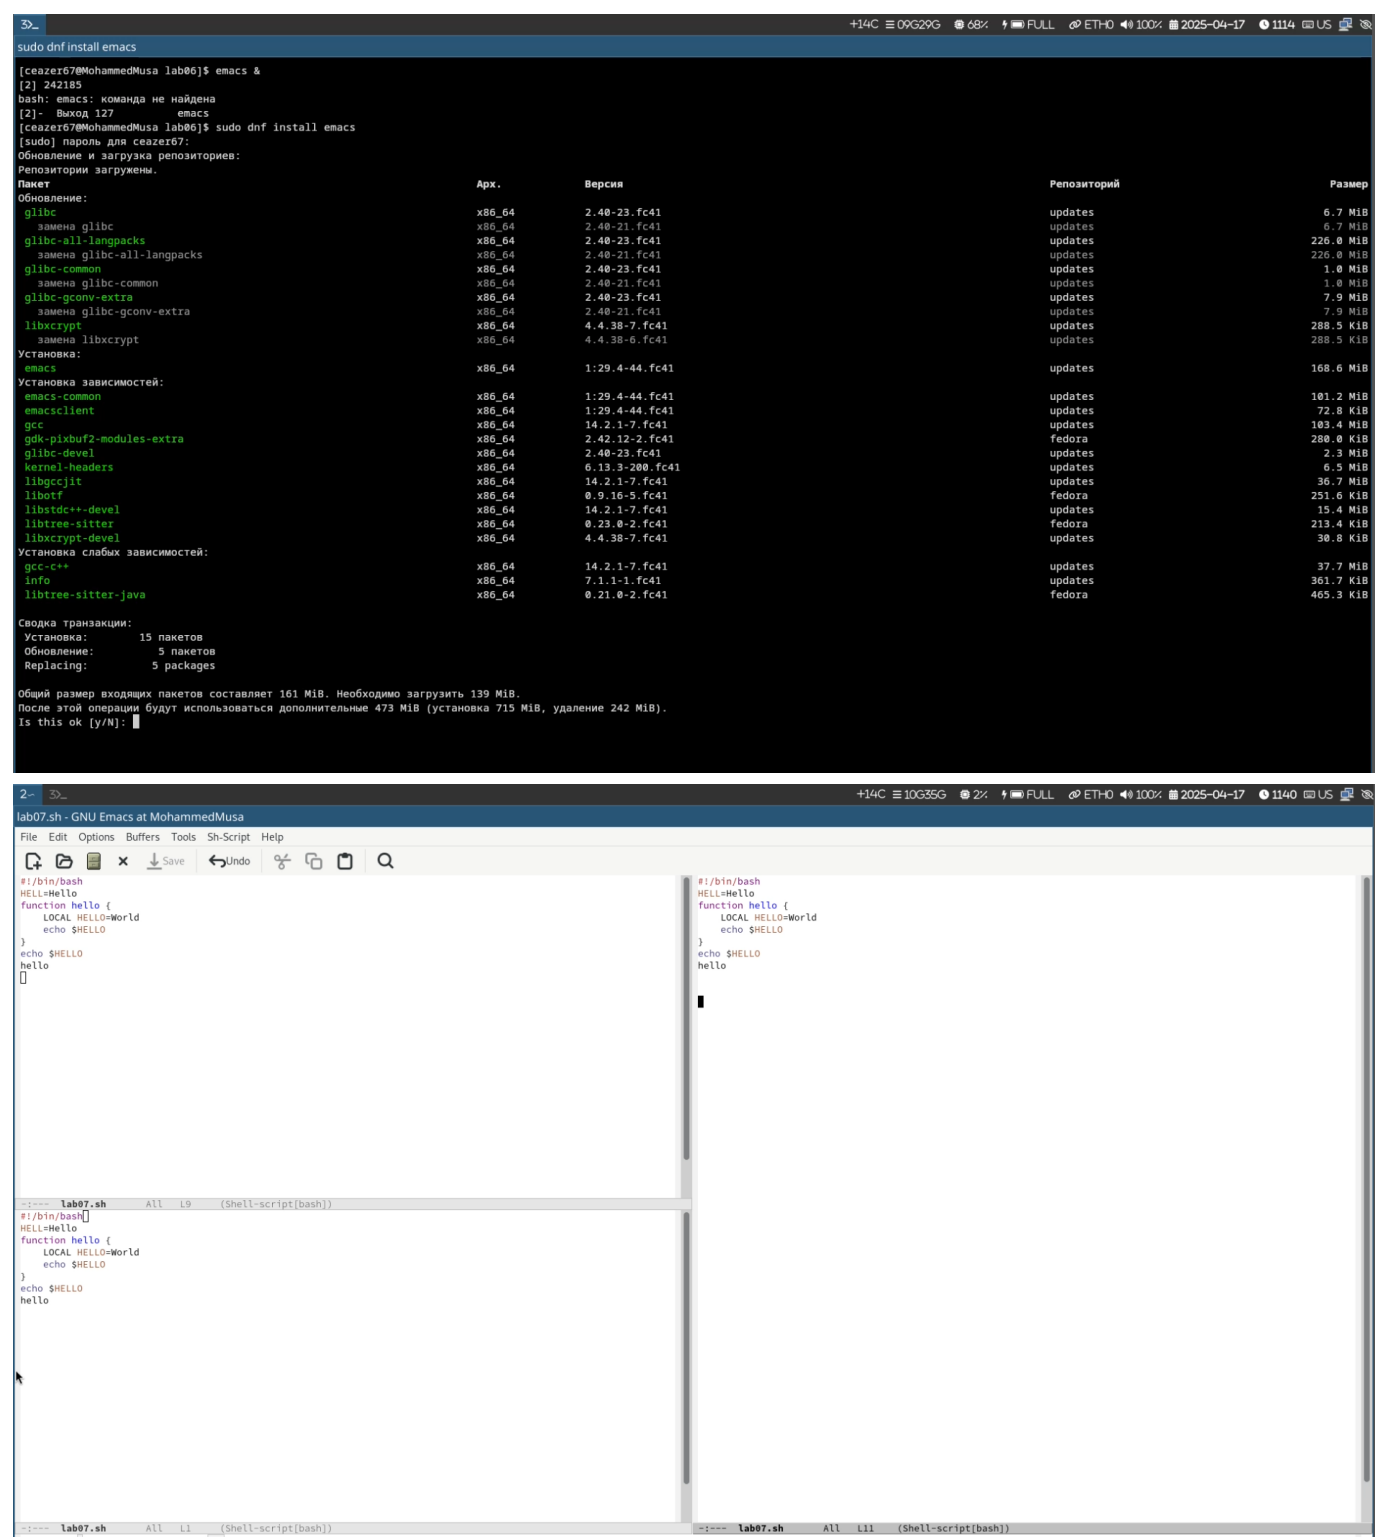 3>_ +14C 09G29G 68% FULL ETH0 100% 2025-04-17 1114 US
sudo dnf install emacs
[ceazer67@MohammedMusa lab06]$ emacs &
[2] 242185
bash: emacs: команда не найдена
[2]-  Выход 127          emacs
[ceazer67@MohammedMusa lab06]$ sudo dnf install emacs
[sudo] пароль для ceazer67:
Обновление и загрузка репозиториев:
Репозитории загружены.
Пакет Арх. Версия Репозиторий Размер
Обновление:
glibc x86_64 2.40-23.fc41 updates 6.7 MiB
замена glibc x86_64 2.40-21.fc41 updates 6.7 MiB
glibc-all-langpacks x86_64 2.40-23.fc41 updates 226.0 MiB
замена glibc-all-langpacks x86_64 2.40-21.fc41 updates 226.0 MiB
glibc-common x86_64 2.40-23.fc41 updates 1.0 MiB
замена glibc-common x86_64 2.40-21.fc41 updates 1.0 MiB
glibc-gconv-extra x86_64 2.40-23.fc41 updates 7.9 MiB
замена glibc-gconv-extra x86_64 2.40-21.fc41 updates 7.9 MiB
libxcrypt x86_64 4.4.38-7.fc41 updates 288.5 KiB
замена libxcrypt x86_64 4.4.38-6.fc41 updates 288.5 KiB
Установка:
emacs x86_64 1:29.4-44.fc41 updates 168.6 MiB
Установка зависимостей:
emacs-common x86_64 1:29.4-44.fc41 updates 101.2 MiB
emacsclient x86_64 1:29.4-44.fc41 updates 72.8 KiB
gcc x86_64 14.2.1-7.fc41 updates 103.4 MiB
gdk-pixbuf2-modules-extra x86_64 2.42.12-2.fc41 fedora 280.0 KiB
glibc-devel x86_64 2.40-23.fc41 updates 2.3 MiB
kernel-headers x86_64 6.13.3-200.fc41 updates 6.5 MiB
libgccjit x86_64 14.2.1-7.fc41 updates 36.7 MiB
libotf x86_64 0.9.16-5.fc41 fedora 251.6 KiB
libstdc++-devel x86_64 14.2.1-7.fc41 updates 15.4 MiB
libtree-sitter x86_64 0.23.0-2.fc41 fedora 213.4 KiB
libxcrypt-devel x86_64 4.4.38-7.fc41 updates 30.8 KiB
Установка слабых зависимостей:
gcc-c++ x86_64 14.2.1-7.fc41 updates 37.7 MiB
info x86_64 7.1.1-1.fc41 updates 361.7 KiB
libtree-sitter-java x86_64 0.21.0-2.fc41 fedora 465.3 KiB
Сводка транзакции:
Установка: 15 пакетов
Обновление: 5 пакетов
Replacing: 5 packages
Общий размер входящих пакетов составляет 161 MiB. Необходимо загрузить 139 MiB.
После этой операции будут использоваться дополнительные 473 MiB (установка 715 MiB, удаление 242 MiB).
Is this ok [y/N]:
2~ 3>_ +14C 10G35G 2% FULL ETH0 100% 2025-04-17 1140 US
lab07.sh - GNU Emacs at MohammedMusa
File Edit Options Buffers Tools Sh-Script Help
Save Undo
#!/bin/bash
HELL=Hello
function hello {
    LOCAL HELLO=World
    echo $HELLO
}
echo $HELLO
hello
-:--- lab07.sh All L9 (Shell-script[bash])
#!/bin/bash
HELL=Hello
function hello {
    LOCAL HELLO=World
    echo $HELLO
}
echo $HELLO
hello
-:--- lab07.sh All L1 (Shell-script[bash])
#!/bin/bash
HELL=Hello
function hello {
    LOCAL HELLO=World
    echo $HELLO
}
echo $HELLO
hello
-:--- lab07.sh All L11 (Shell-script[bash])